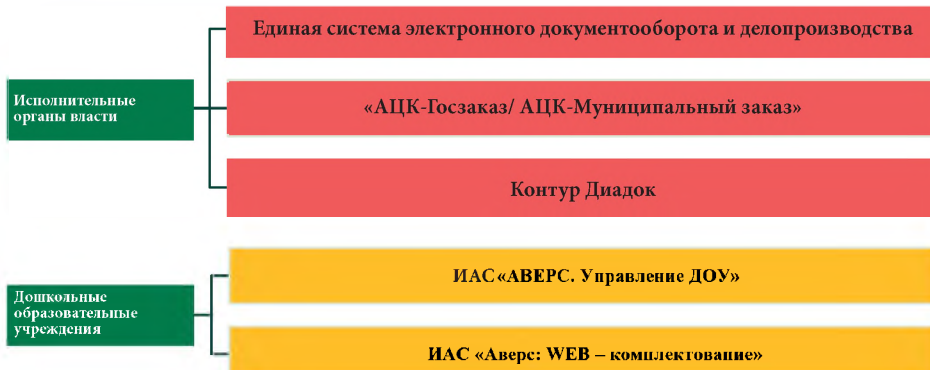 Единая система электронного документооборота и делопроизводства
Исполнительные
органы власти
«АЦК-Госзаказ/ АЦК-Муниципальный заказ»
Контур Диадок
ИАС«АВЕРС. Управление ДОУ»
Дошкольные
образовательные
учреждения
ИАС «Аверс: WEB – комплектование»